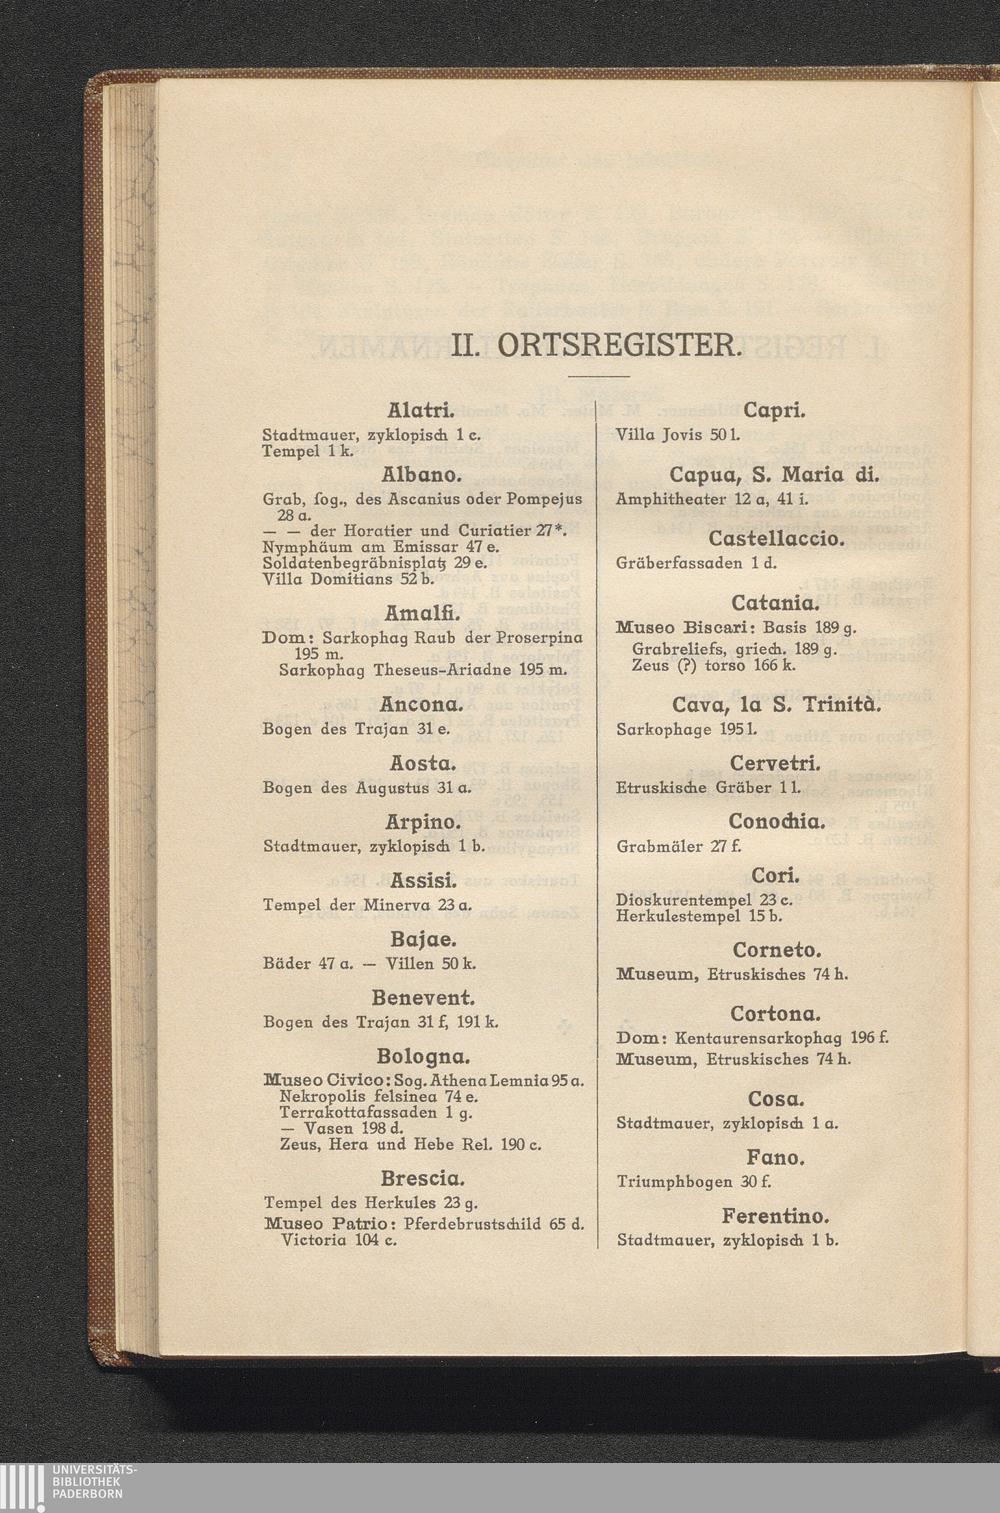 II. ORTSREGISTER.
Alatri.
Stadtmauer, zyklopisch 1 c.
Tempel 1 k.
Albano.
Grab, sog., des Ascanius oder Pompejus
28 a.
— — der Horatier und Curiatier 27*.
Nymphäum am Emissar 47 e.
Soldatenbegräbnisplatz 29 e.
Villa Domitians 52 b.
Amalfi.
Dom: Sarkophag Raub der Proserpina
195 m.
Sarkophag Theseus-Ariadne 195 m.
Ancona.
Bogen des Trajan 31 e.
Aosta.
Bogen des Augustus 31 a.
Arpino.
Stadtmauer, zyklopisch 1 b.
Assisi.
Tempel der Minerva 23 a.
Bajae.
Bäder 47 a. — Villen 50 k.
Benevent.
Bogen des Trajan 31 f, 191 k.
Bologna.
Museo Civico: Sog. Athena Lemnia 95 a.
Nekropolis felsinea 74 e.
Terrakottafassaden 1 g.
— Vasen 198 d.
Zeus, Hera und Hebe Rel. 190 c.
Brescia.
Tempel des Herkules 23 g.
Museo Patrio: Pferdebrustschild 65 d.
Victoria 104 c.
Capri.
Villa Jovis 50 l.
Capua, S. Maria di.
Amphitheater 12 a, 41 i.
Castellaccio.
Gräberfassaden 1 d.
Catania.
Museo Biscari: Basis 189 g.
Grabreliefs, griech. 189 g.
Zeus (?) torso 166 k.
Cava, la S. Trinità.
Sarkophage 195 l.
Cervetri.
Etruskische Gräber 1 l.
Conochia.
Grabmäler 27 f.
Cori.
Dioskurentempel 23 c.
Herkulestempel 15 b.
Corneto.
Museum, Etruskisches 74 h.
Cortona.
Dom: Kentaurensarkophag 196 f.
Museum, Etruskisches 74 h.
Cosa.
Stadtmauer, zyklopisch 1 a.
Fano.
Triumphbogen 30 f.
Ferentino.
Stadtmauer, zyklopisch 1 b.
UNIVERSITÄTS-
BIBLIOTHEK
PADERBORN